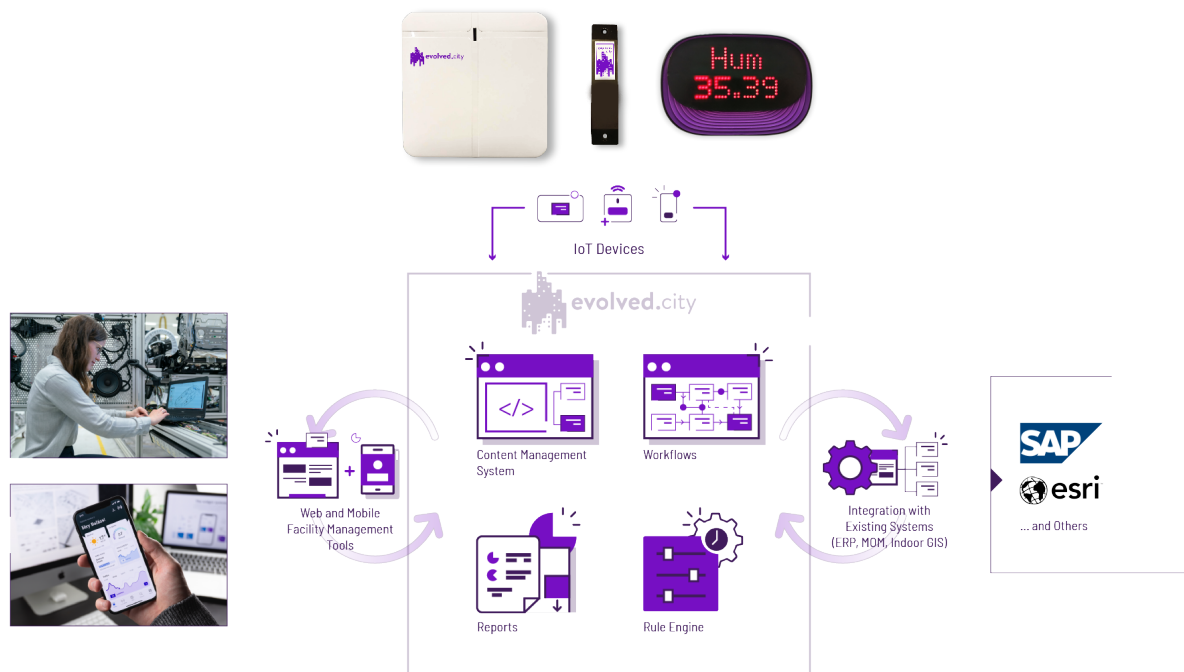 evolved.city
Hum
35.39
IoT Devices
evolved.city
</>
Content Management
System
Workflows
Web and Mobile
Facility Management
Tools
Integration with
Existing Systems
(ERP, MOM, Indoor GIS)
SAP
esri
... and Others
Reports
Rule Engine